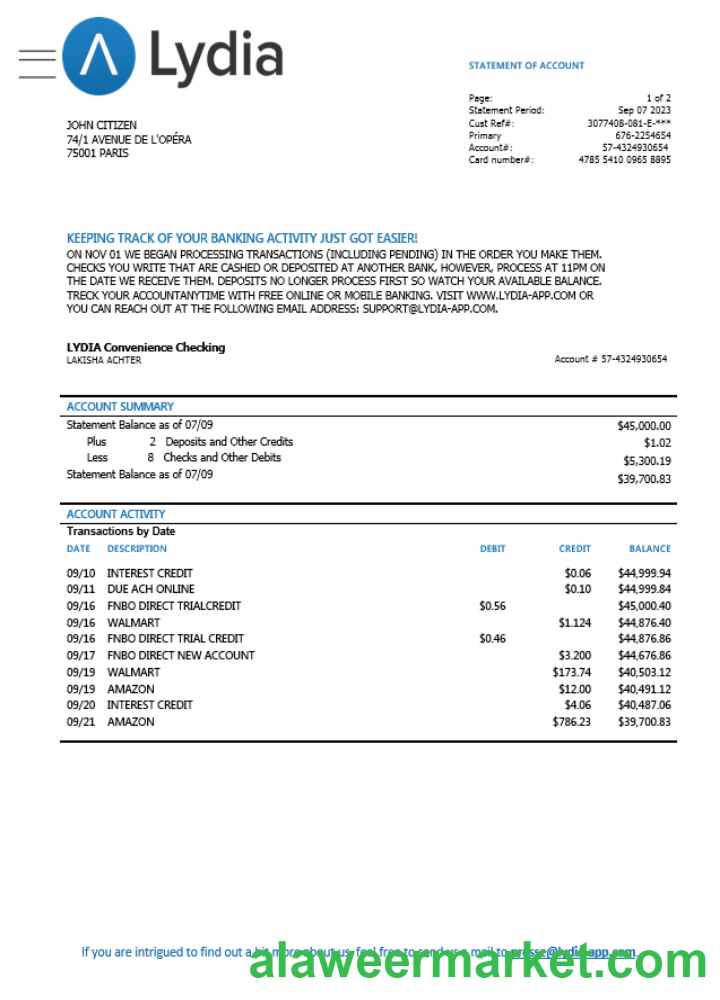 Lydia
STATEMENT OF ACCOUNT
Page: 1 of 2
Statement Period: Sep 07 2023
Cust Ref#: 3077408-081-E-***
Primary 676-2254654
Account#: 57-4324930654
Card number#: 4785 5410 0965 8895
JOHN CITIZEN
74/1 AVENUE DE L'OPÉRA
75001 PARIS
KEEPING TRACK OF YOUR BANKING ACTIVITY JUST GOT EASIER!
ON NOV 01 WE BEGAN PROCESSING TRANSACTIONS (INCLUDING PENDING) IN THE ORDER YOU MAKE THEM.
CHECKS YOU WRITE THAT ARE CASHED OR DEPOSITED AT ANOTHER BANK, HOWEVER, PROCESS AT 11PM ON
THE DATE WE RECEIVE THEM. DEPOSITS NO LONGER PROCESS FIRST SO WATCH YOUR AVAILABLE BALANCE.
TRECK YOUR ACCOUNTANYTIME WITH FREE ONLINE OR MOBILE BANKING. VISIT WWW.LYDIA-APP.COM OR
YOU CAN REACH OUT AT THE FOLLOWING EMAIL ADDRESS: SUPPORT@LYDIA-APP.COM.
LYDIA Convenience Checking
LAKISHA ACHTER Account # 57-4324930654
ACCOUNT SUMMARY
Statement Balance as of 07/09 $45,000.00
Plus 2 Deposits and Other Credits $1.02
Less 8 Checks and Other Debits $5,300.19
Statement Balance as of 07/09 $39,700.83
ACCOUNT ACTIVITY
Transactions by Date
DATE DESCRIPTION DEBIT CREDIT BALANCE
09/10 INTEREST CREDIT $0.06 $44,999.94
09/11 DUE ACH ONLINE $0.10 $44,999.84
09/16 FNBO DIRECT TRIALCREDIT $0.56 $45,000.40
09/16 WALMART $1.124 $44,876.40
09/16 FNBO DIRECT TRIAL CREDIT $0.46 $44,876.86
09/17 FNBO DIRECT NEW ACCOUNT $3.200 $44,676.86
09/19 WALMART $173.74 $40,503.12
09/19 AMAZON $12.00 $40,491.12
09/20 INTEREST CREDIT $4.06 $40,487.06
09/21 AMAZON $786.23 $39,700.83
If you are intrigued to find out a bit more about us, feel free to send us e mail to presse@lydia-app.com
alaweermarket.com